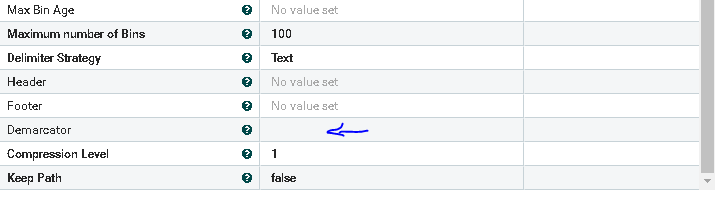 Max Bin Age No value set
Maximum number of Bins 100
Delimiter Strategy Text
Header No value set
Footer No value set
Demarcator
Compression Level 1
Keep Path false